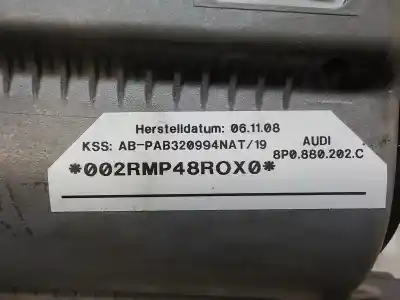 Herstelldatum: 06.11.08
KSS: AB-PAB320994NAT/19 AUDI
8P0.880.202.C
*002RMP48ROX0*